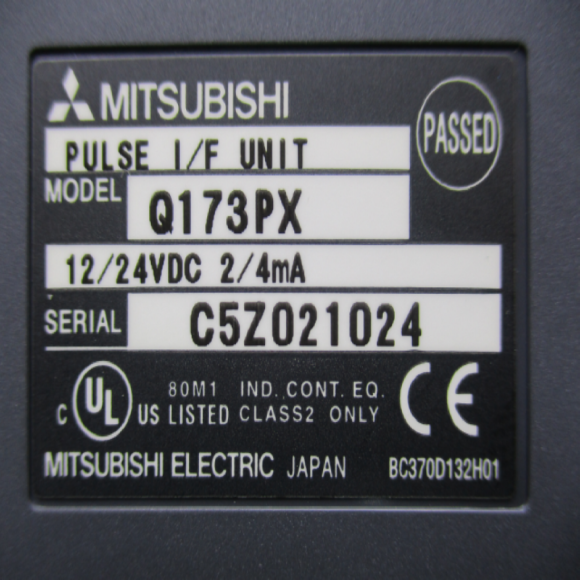 MITSUBISHI
PASSED
PULSE I/F UNIT
MODEL Q173PX
12/24VDC 2/4mA
SERIAL C5Z021024
C UL US LISTED 80M1 IND. CONT. EQ. CLASS2 ONLY CE
MITSUBISHI ELECTRIC JAPAN BC370D132H01